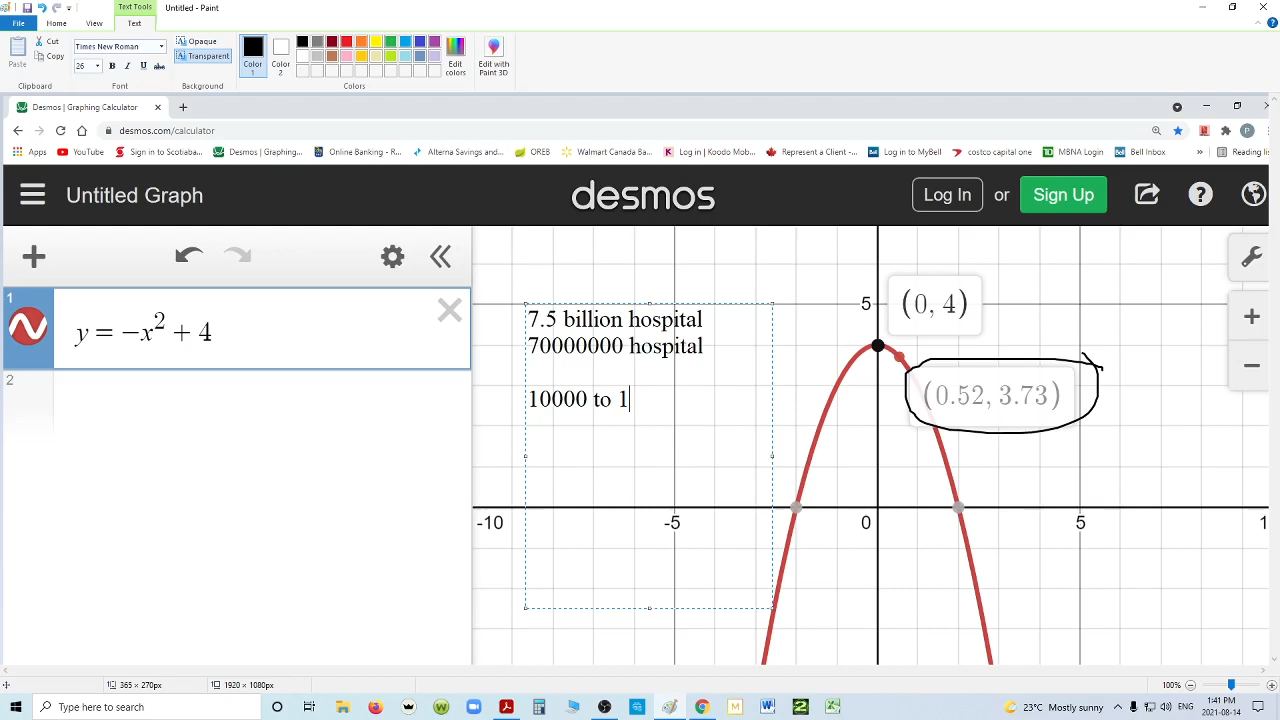 Text Tools
Untitled - Paint
File
Home
View
Text
Paste
Cut
Copy
Clipboard
Times New Roman
26
B I U abc
Font
Opaque
Transparent
Background
Color 1
Color 2
Edit colors
Colors
Edit with Paint 3D
Desmos | Graphing Calculator
desmos.com/calculator
Apps
YouTube
Sign in to Scotiaba...
Desmos | Graphing...
Online Banking - R...
Alterna Savings and...
OREB
Walmart Canada Ba...
Log in | Koodo Mob...
Represent a Client -...
Log in to MyBell
costco capital one
MBNA Login
Bell Inbox
»
Reading list
Untitled Graph
desmos
Log In or Sign Up
1
y = −x² + 4
2
7.5 billion hospital
70000000 hospital
10000 to 1
5
(0, 4)
(0.52, 3.73)
-10
-5
0
5
1
365 × 270px
1920 × 1080px
100%
Type here to search
23°C Mostly sunny
ENG
1:41 PM
2021-08-14